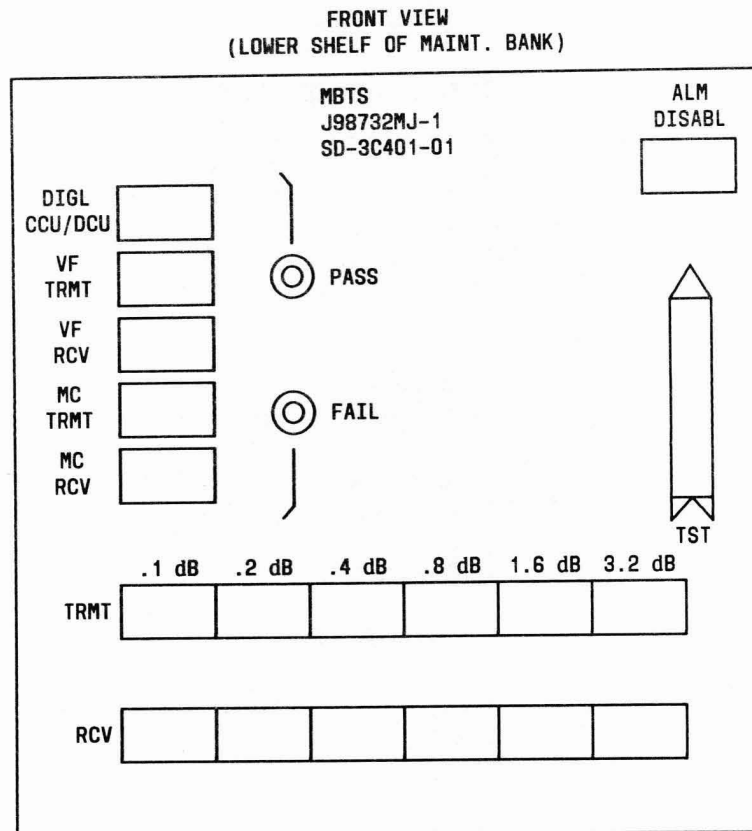 FRONT VIEW
(LOWER SHELF OF MAINT. BANK)
MBTS
J98732MJ-1
SD-3C401-01
ALM
DISABL
DIGL
CCU/DCU
VF
TRMT
VF
RCV
MC
TRMT
MC
RCV
PASS
FAIL
TST
.1 dB .2 dB .4 dB .8 dB 1.6 dB 3.2 dB
TRMT
RCV